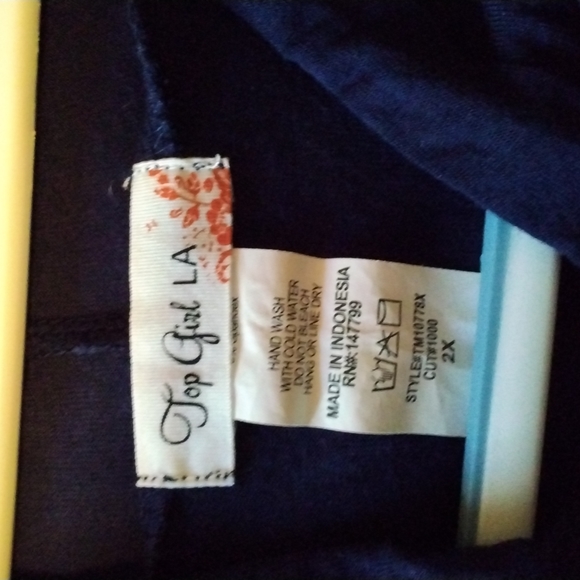 Top Girl LA
HAND WASH
WITH COLD WATER
DO NOT BLEACH
HANG OR LINE DRY
MADE IN INDONESIA
RN#:147799
STYLE#TM10778X
CUT#1000
2X